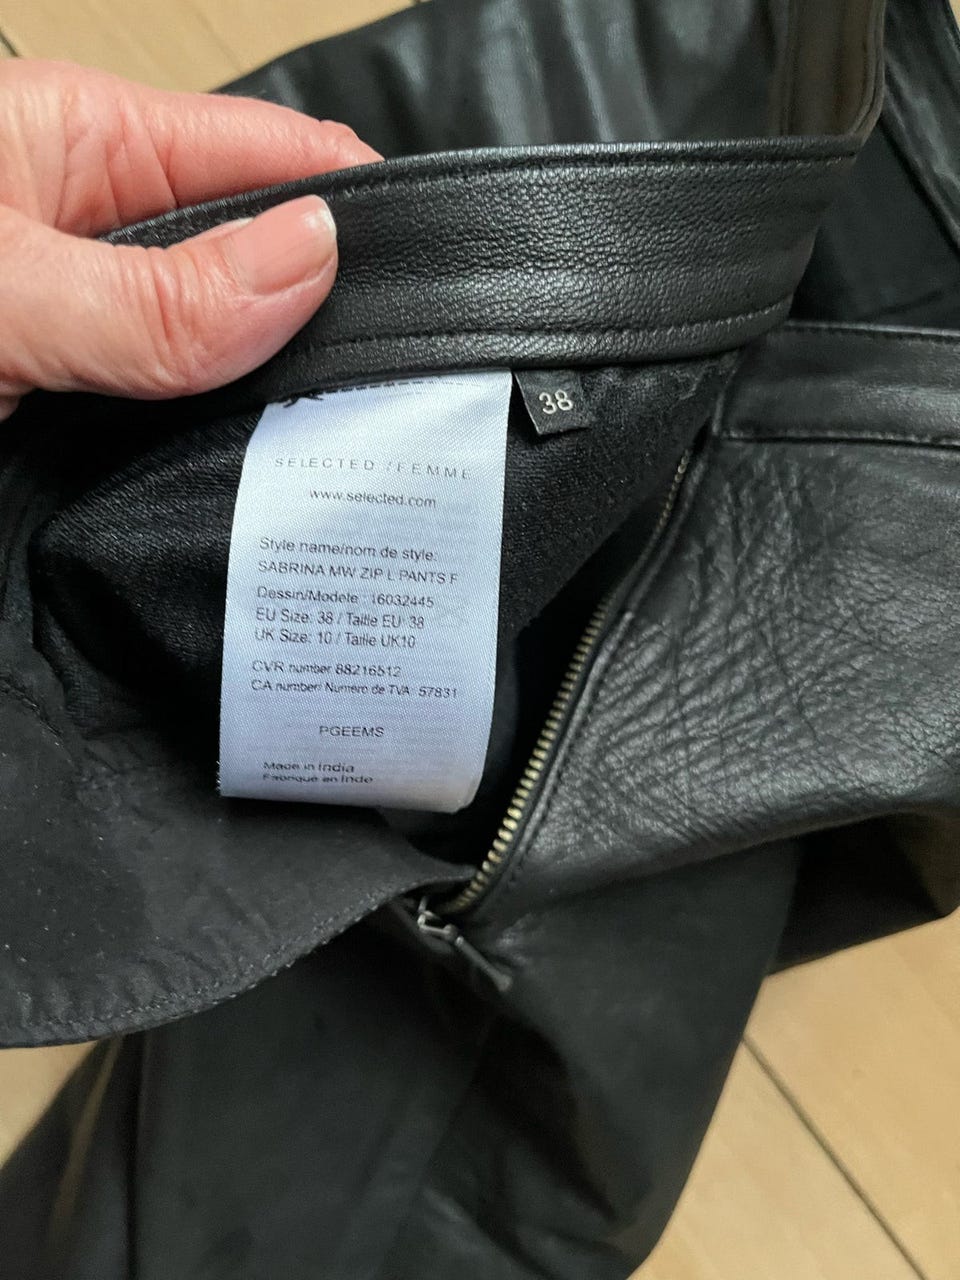 38
SELECTED / FEMME
www.selected.com
Style name/nom de style:
SABRINA MW ZIP L PANTS F
Dessin/Modele : 16032445
EU Size: 38 / Taille EU: 38
UK Size: 10 / Taille UK10
CVR number 88216512
CA number/ Numero de TVA: 57831
PGEEMS
Made in India
Fabrique en Inde